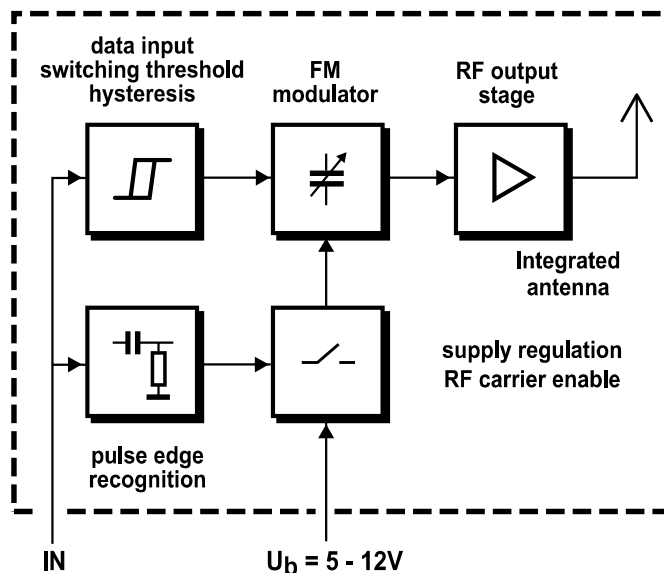 data input
switching threshold
hysteresis
FM
modulator
RF output
stage
Integrated
antenna
supply regulation
RF carrier enable
pulse edge
recognition
IN
Ub = 5 - 12V